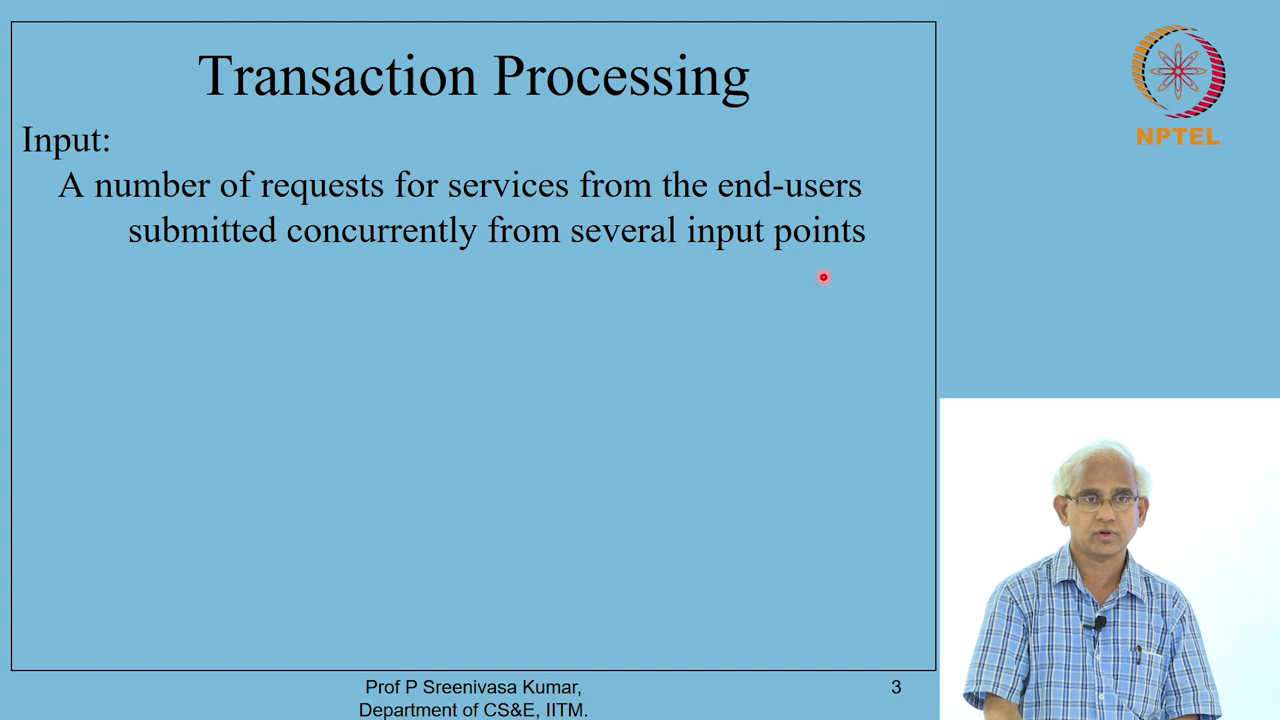 Transaction Processing
Input:
A number of requests for services from the end-users
submitted concurrently from several input points
NPTEL
Prof P Sreenivasa Kumar,
Department of CS&E, IITM.
3